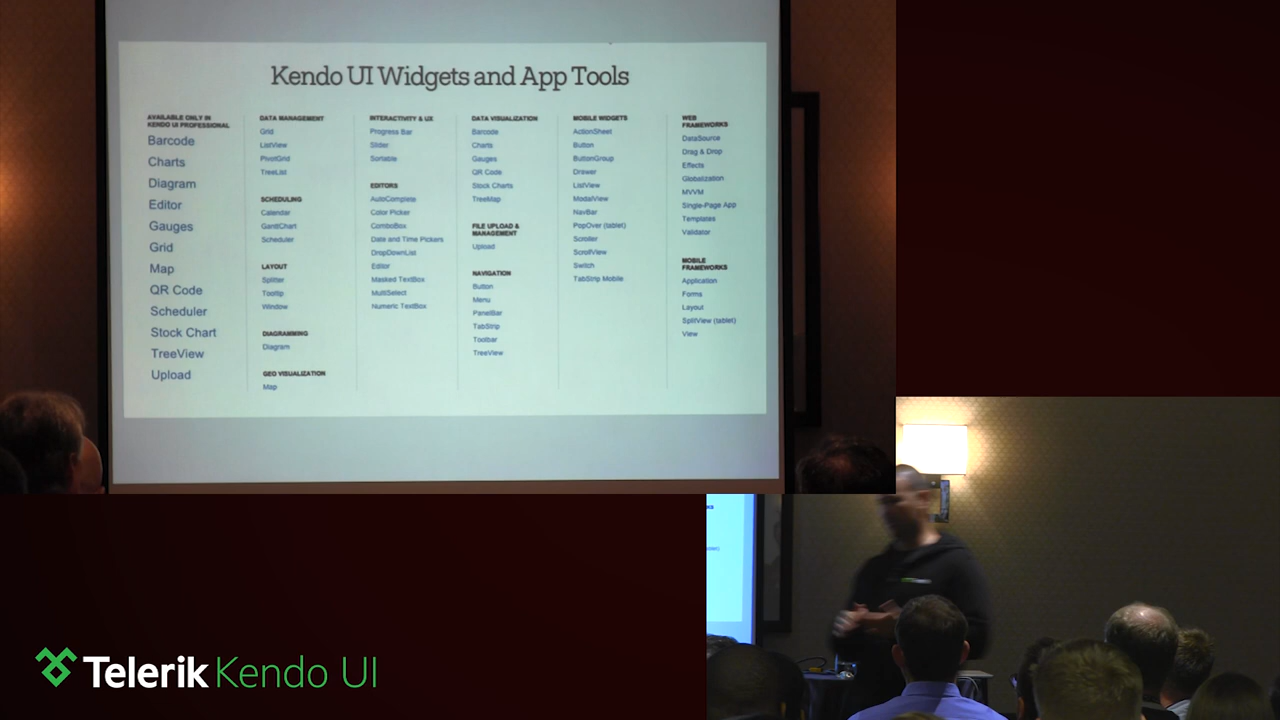 Kendo UI Widgets and App Tools
AVAILABLE ONLY IN
KENDO UI PROFESSIONAL
Barcode
Charts
Diagram
Editor
Gauges
Grid
Map
QR Code
Scheduler
Stock Chart
TreeView
Upload
DATA MANAGEMENT
Grid
ListView
PivotGrid
TreeList
SCHEDULING
Calendar
GanttChart
Scheduler
LAYOUT
Splitter
Tooltip
Window
DIAGRAMMING
Diagram
GEO VISUALIZATION
Map
INTERACTIVITY & UX
Progress Bar
Slider
Sortable
EDITORS
AutoComplete
Color Picker
ComboBox
Date and Time Pickers
DropDownList
Editor
Masked TextBox
MultiSelect
Numeric TextBox
DATA VISUALIZATION
Barcode
Charts
Gauges
QR Code
Stock Charts
TreeMap
FILE UPLOAD &
MANAGEMENT
Upload
NAVIGATION
Button
Menu
PanelBar
TabStrip
Toolbar
TreeView
MOBILE WIDGETS
ActionSheet
Button
ButtonGroup
Drawer
ListView
ModalView
NavBar
PopOver (tablet)
Scroller
ScrollView
Switch
TabStrip Mobile
WEB
FRAMEWORKS
DataSource
Drag & Drop
Effects
Globalization
MVVM
Single-Page App
Templates
Validator
MOBILE
FRAMEWORKS
Application
Forms
Layout
SplitView (tablet)
View
Telerik Kendo UI